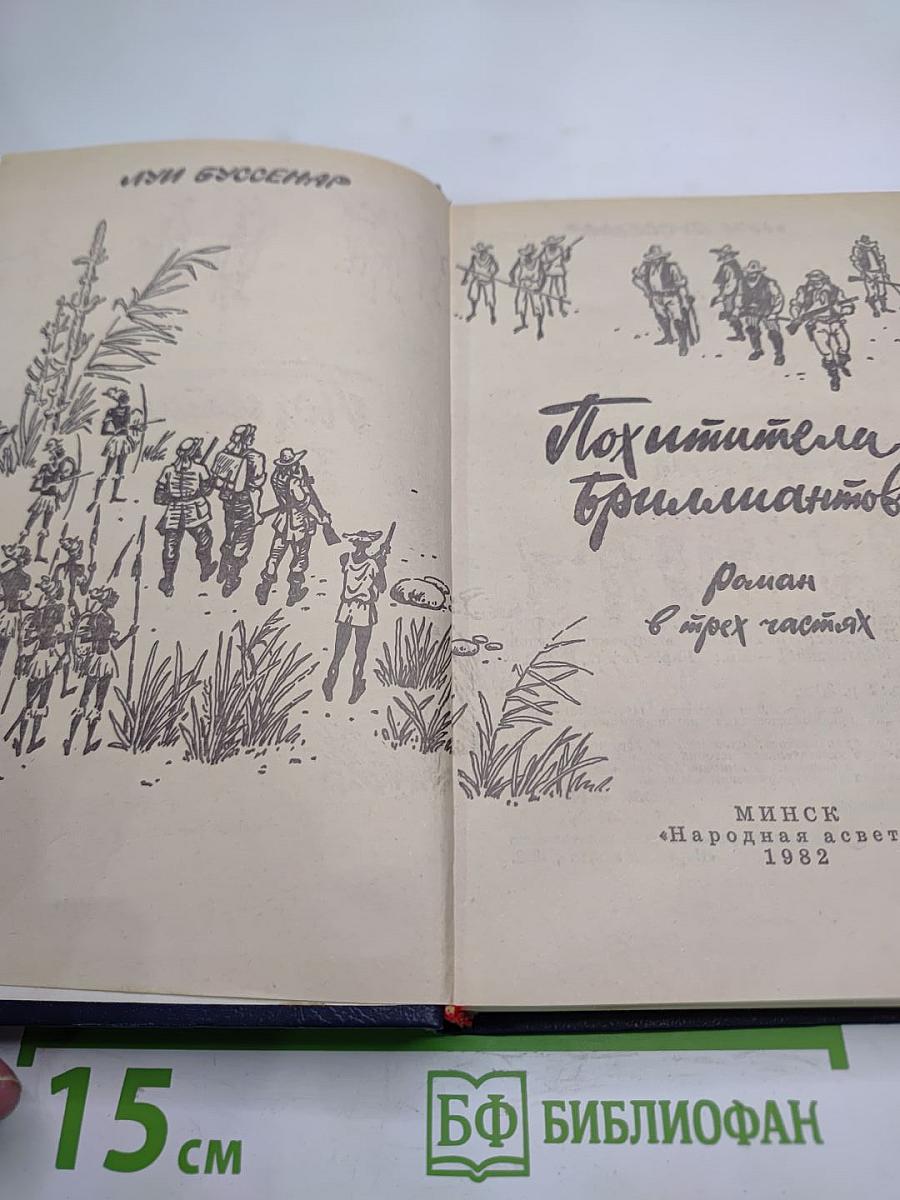 ЛУИ БУССЕНАР
Похитители
Бриллиантов
роман
в трех частях
МИНСК
«Народная асвет
1982
15 см
БФ БИБЛИОФАН